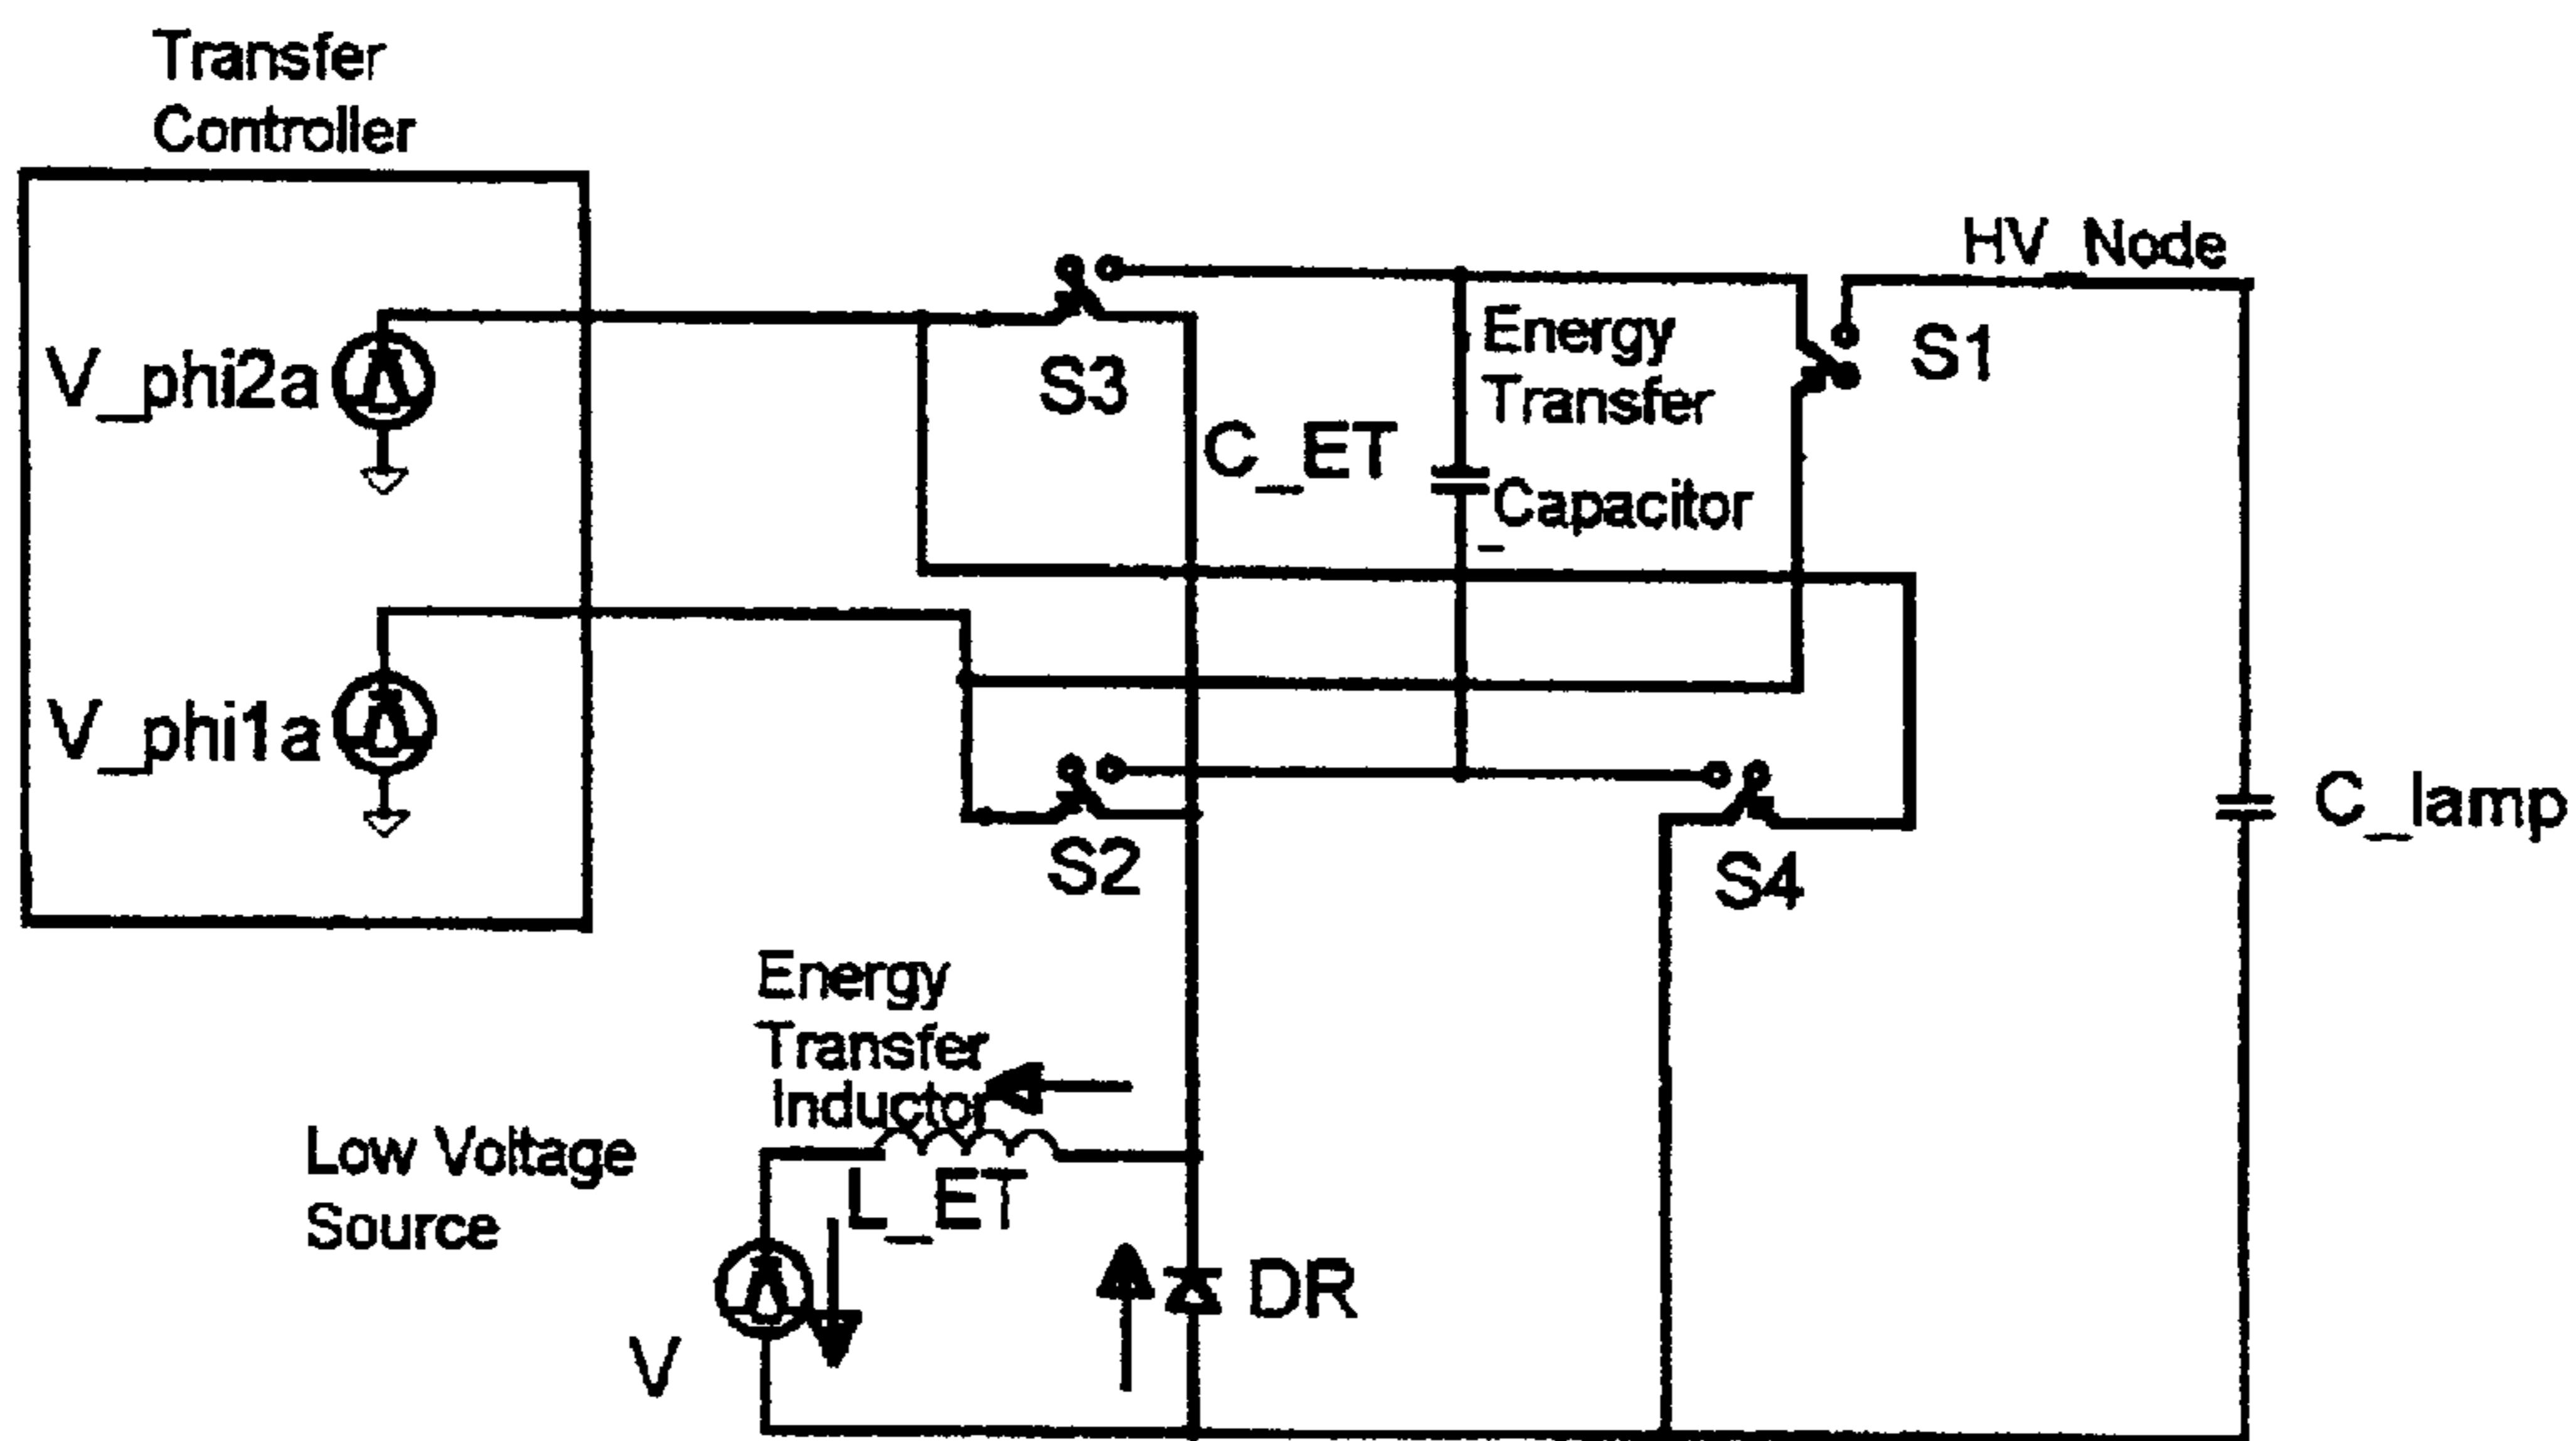 Transfer
Controller
HV_Node
V_phi2a
S3
Energy
Transfer
S1
C_ET
Capacitor
V_phi1a
S2
S4
C_lamp
Energy
Transfer
Inductor
Low Voltage
Source
L_ET
DR
V